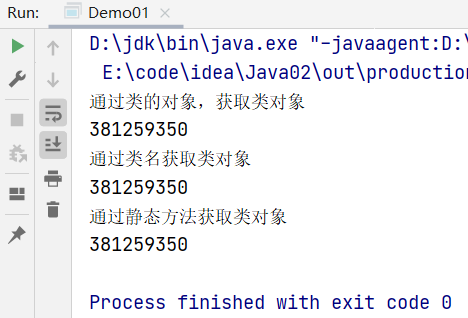 Run: Demo01
D:\jdk\bin\java.exe "-javaagent:D:\
E:\code\idea\Java02\out\production
通过类的对象，获取类对象
381259350
通过类名获取类对象
381259350
通过静态方法获取类对象
381259350
Process finished with exit code 0